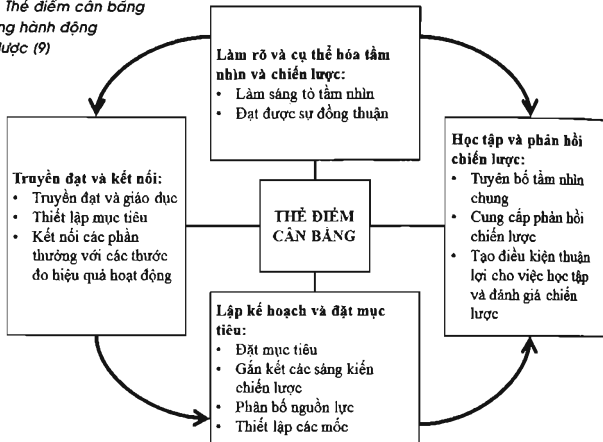 Thẻ điểm cân bằng
ng hành động
lược (9)
Làm rõ và cụ thể hóa tầm
nhìn và chiến lược:
• Làm sáng tỏ tầm nhìn
• Đạt được sự đồng thuận
Truyền đạt và kết nối:
• Truyền đạt và giáo dục
• Thiết lập mục tiêu
• Kết nối các phần
thưởng với các thước
đo hiệu quả hoạt động
THẺ ĐIỂM
CÂN BẰNG
Học tập và phản hồi
chiến lược:
• Tuyên bố tầm nhìn
chung
• Cung cấp phản hồi
chiến lược
• Tạo điều kiện thuận
lợi cho việc học tập
và đánh giá chiến
lược
Lập kế hoạch và đặt mục
tiêu:
• Đặt mục tiêu
• Gắn kết các sáng kiến
chiến lược
• Phân bố nguồn lực
• Thiết lập các mốc